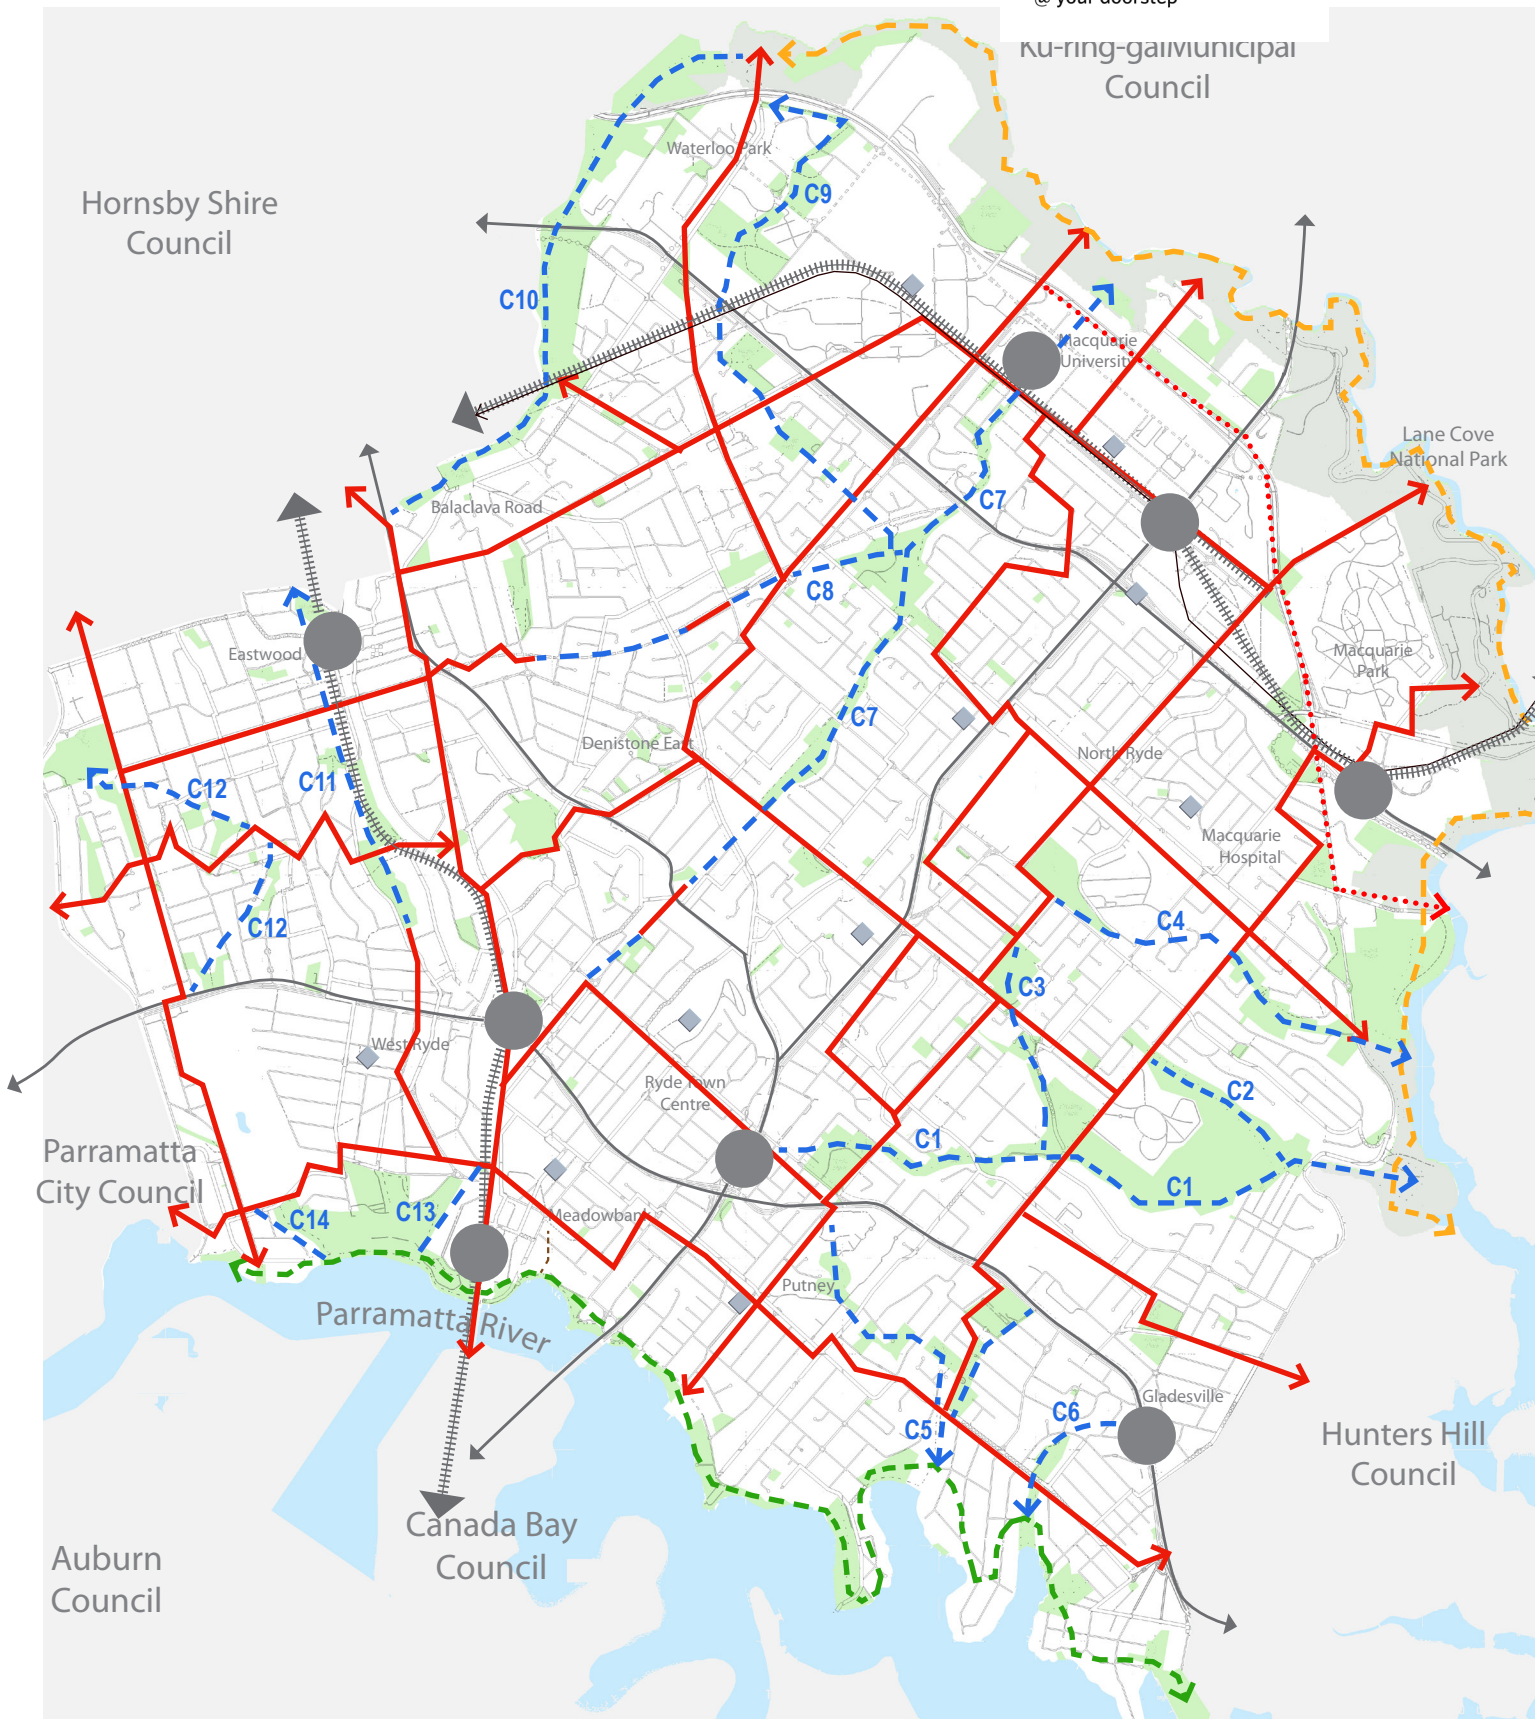 @ your doorstep
Ku-ring-gaiMunicipal
Council
Waterloo Park
Hornsby Shire
Council
C9
C10
Macquarie
University
Lane Cove
National Park
Balaclava Road
C7
C8
Eastwood
Macquarie
Park
C7
Denistone East
North Ryde
C11
C12
Macquarie
Hospital
C12
C4
C3
West Ryde
Ryde Town
Centre
C2
C1
Parramatta
City Council
C1
C14
C13
Meadowbank
Putney
Parramatta River
Gladesville
C5
C6
Hunters Hill
Council
Canada Bay
Council
Auburn
Council